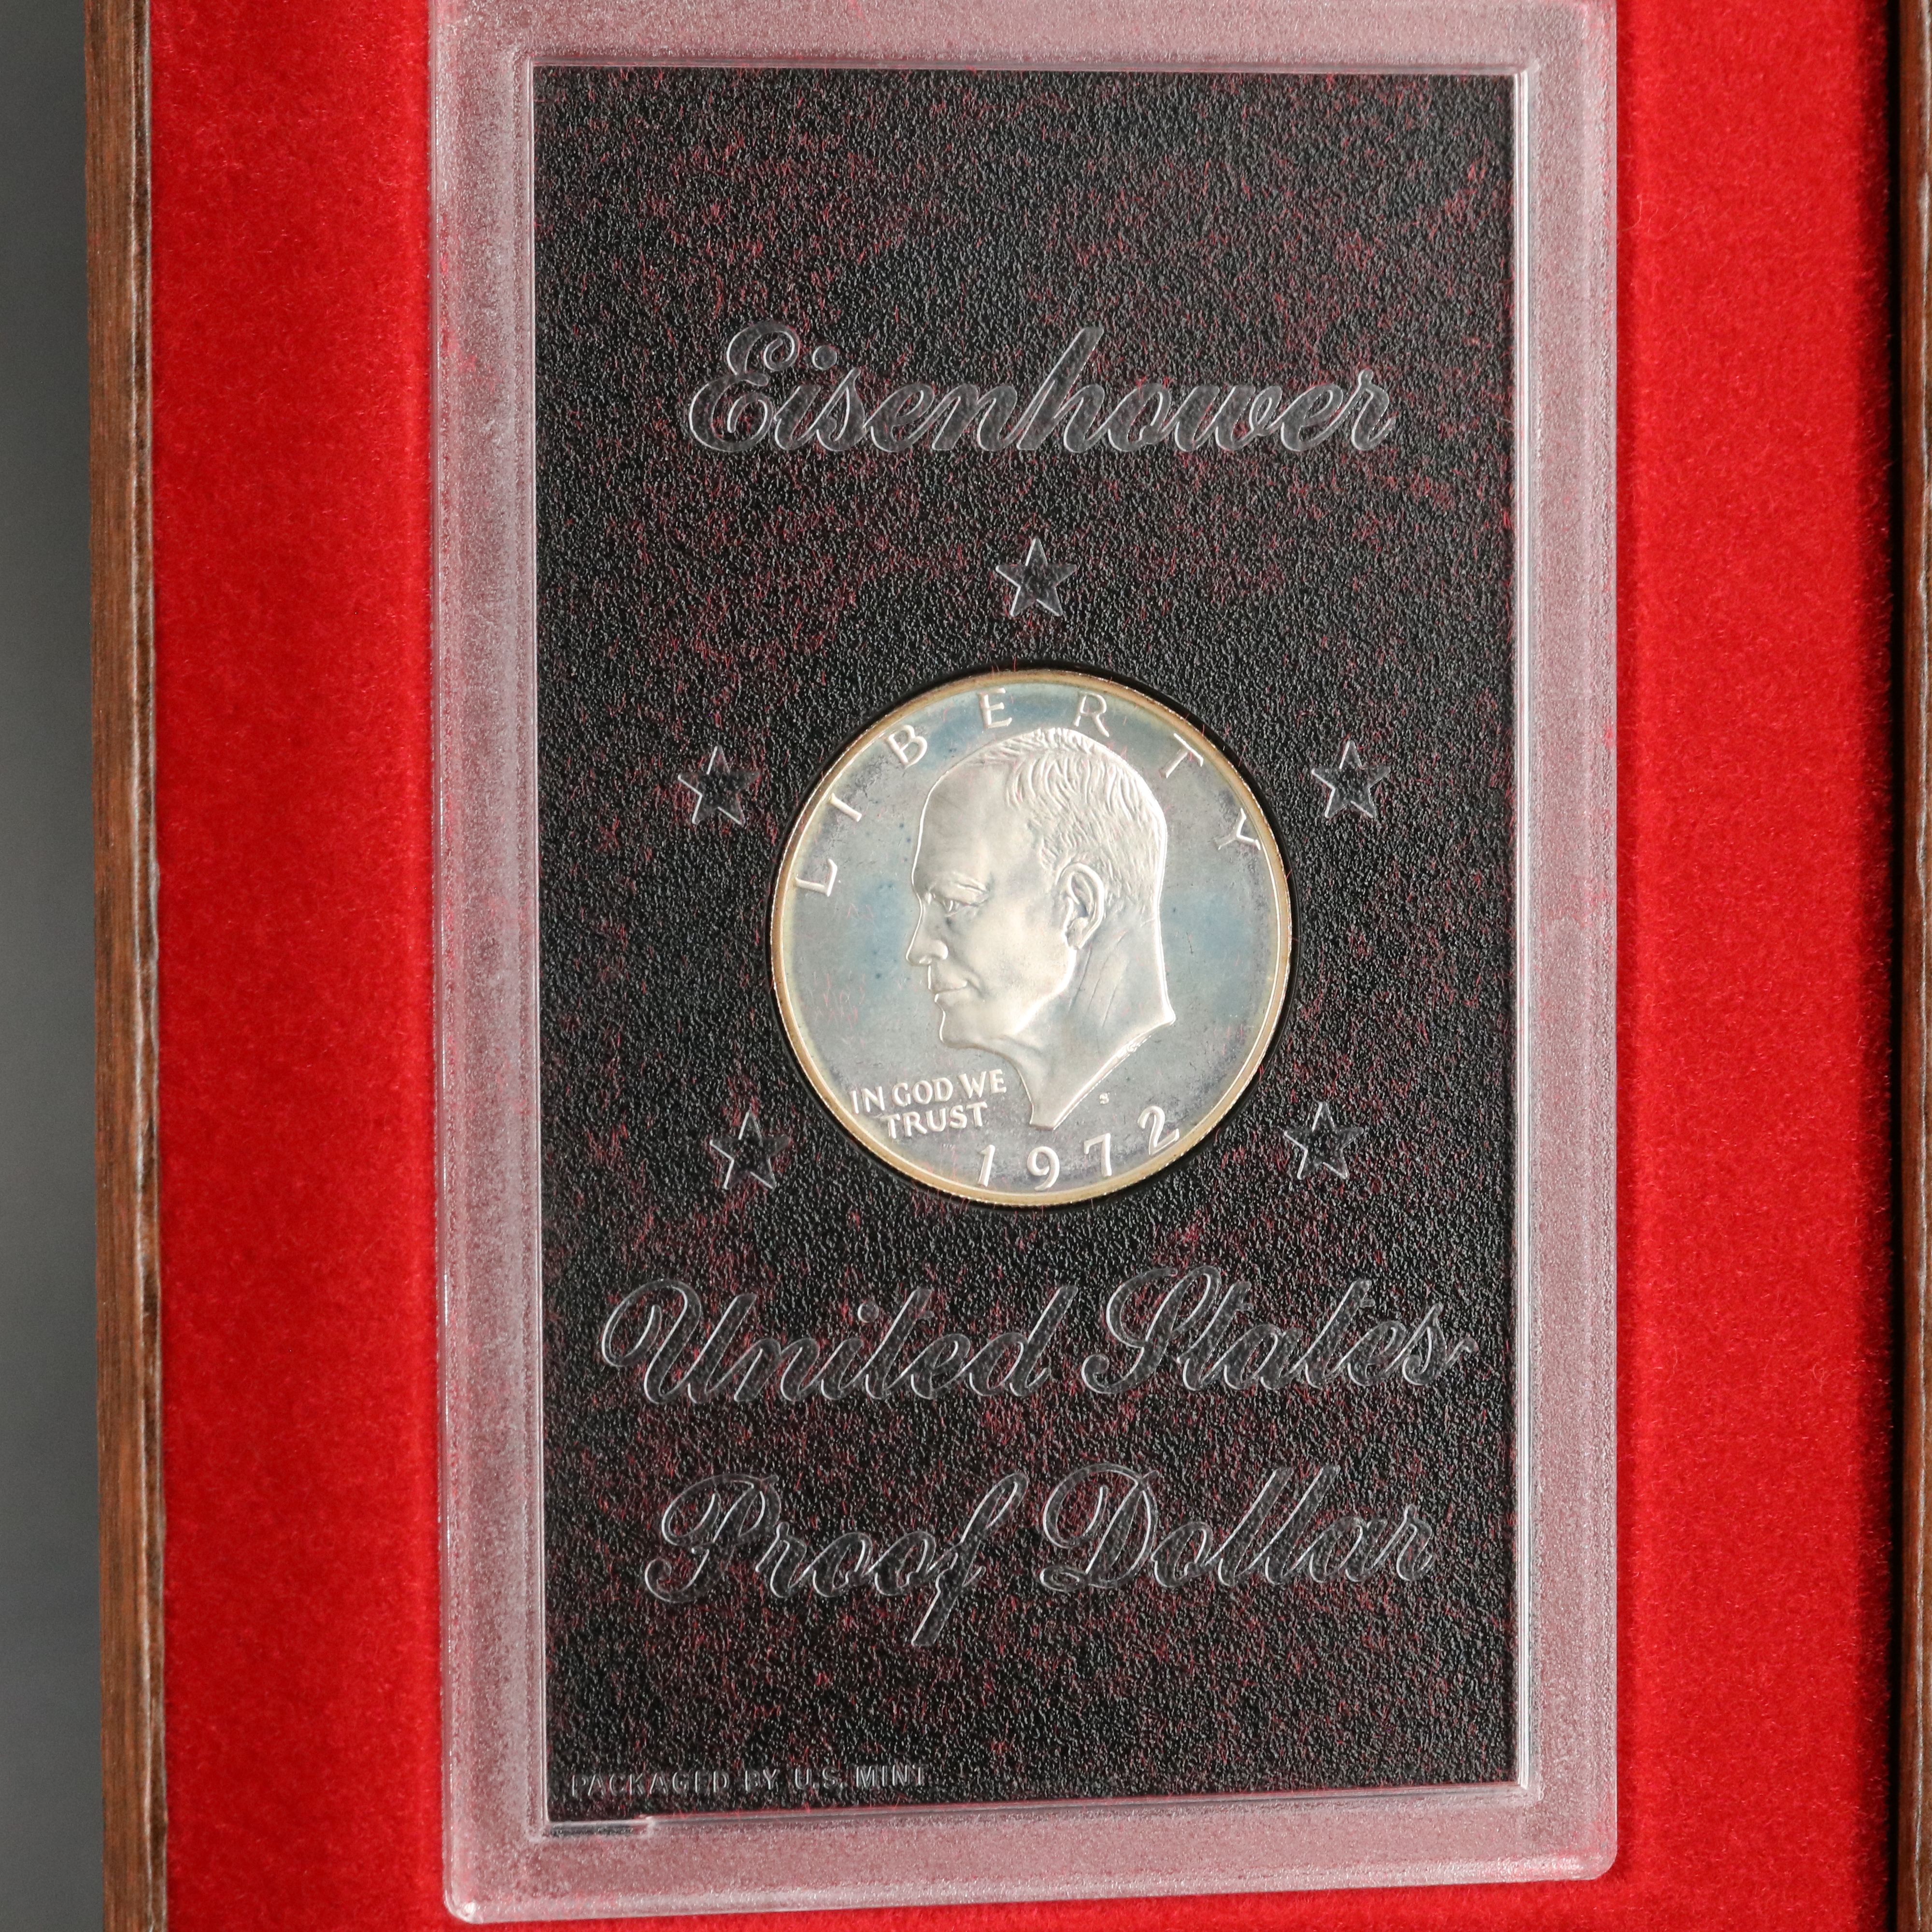 Eisenhower
LIBERTY
IN GOD WE
TRUST
S
1972
United States
Proof Dollar
PACKAGED BY U.S. MINT